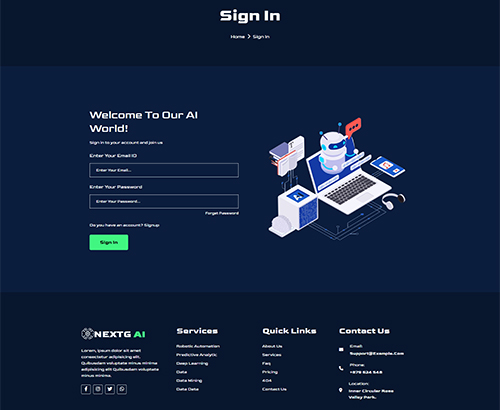 Sign In
Home > Sign In
Welcome To Our AI
World!
Sign in to your account and join us
Enter Your Email ID
Enter Your Email...
Enter Your Password
Enter Your Password...
Forget Password
Do you have an account? Signup
Sign In
NEXTG AI
Lorem, ipsum dolor sit amet
consectetur adipisicing elit.
Quibusdam voluptate minus minima.
adipisicing elit Quibusdam voluptate
minus minima.
Services
Robotic Automation
Predictive Analytic
Deep Learning
Data
Data Mining
Data Data
Quick Links
About Us
Services
Faq
Pricing
404
Contact Us
Contact Us
Email:
Support@Example.Com
Phone:
+878 634 548
Location:
Inner Circular Road
Valley Park,